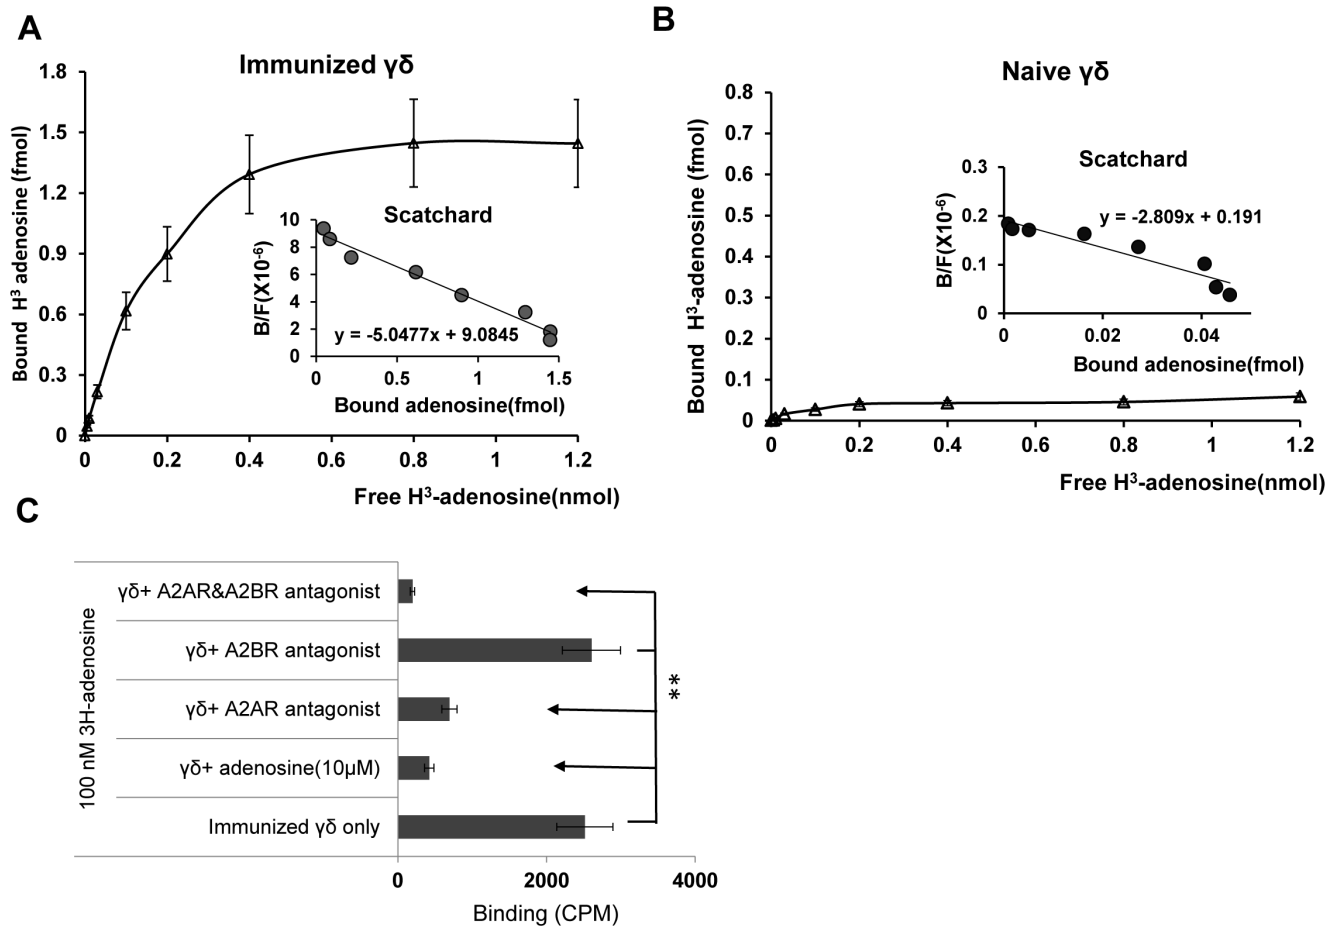 A
Immunized γδ
1.8
1.5
1.2
0.9
0.6
0.3
0
Bound H³ adenosine (fmol)
0 0.2 0.4 0.6 0.8 1 1.2
Free H³-adenosine(nmol)
Scatchard
10
8
6
4
2
0
B/F(X10⁻⁶)
y = -5.0477x + 9.0845
0 0.5 1 1.5
Bound adenosine(fmol)
B
Naive γδ
0.8
0.7
0.6
0.5
0.4
0.3
0.2
0.1
0
Bound H³-adenosine (fmol)
0 0.2 0.4 0.6 0.8 1 1.2
Free H³-adenosine(nmol)
Scatchard
0.3
0.2
0.1
0
B/F(X10⁻⁶)
y = -2.809x + 0.191
0 0.02 0.04
Bound adenosine(fmol)
C
100 nM 3H-adenosine
γδ+ A2AR&A2BR antagonist
γδ+ A2BR antagonist
γδ+ A2AR antagonist
γδ+ adenosine(10μM)
Immunized γδ only
**
0 2000 4000
Binding (CPM)